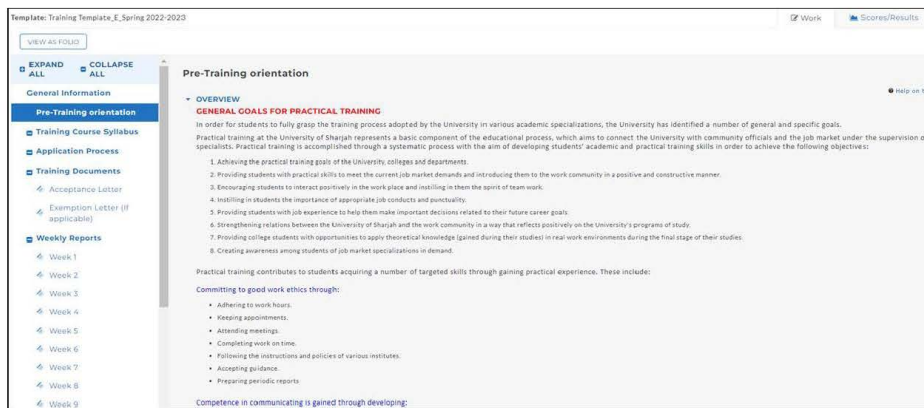 Template: Training Template_E_Spring 2022-2023
Work
Scores/Results
VIEW AS FOLIO
EXPAND ALL
COLLAPSE ALL
General Information
Pre-Training orientation
Training Course Syllabus
Application Process
Training Documents
Acceptance Letter
Exemption Letter (if
applicable)
Weekly Reports
Week 1
Week 2
Week 3
Week 4
Week 5
Week 6
Week 7
Week 8
Week 9
Pre-Training orientation
Help on
OVERVIEW
GENERAL GOALS FOR PRACTICAL TRAINING
In order for students to fully grasp the training process adopted by the University in various academic specializations, the University has identified a number of general and specific goals.
Practical training at the University of Sharjah represents a basic component of the educational process, which aims to connect the University with community officials and the job market under the supervision o
specialists. Practical training is accomplished through a systematic process with the aim of developing students' academic and practical training skills in order to achieve the following objectives:
1. Achieving the practical training goals of the University, colleges and departments.
2. Providing students with practical skills to meet the current job market demands and introducing them to the work community in a positive and constructive manner.
3. Encouraging students to interact positively in the work place and instilling in them the spirit of team work.
4. Instilling in students the importance of appropriate job conducts and punctuality.
5. Providing students with job experience to help them make important decisions related to their future career goals.
6. Strengthening relations between the University of Sharjah and the work community in a way that reflects positively on the University's programs of study.
7. Providing college students with opportunities to apply theoretical knowledge (gained during their studies) in real work environments during the final stage of their studies.
8. Creating awareness among students of job market specializations in demand.
Practical training contributes to students acquiring a number of targeted skills through gaining practical experience. These include:
Committing to good work ethics through:
• Adhering to work hours.
• Keeping appointments.
• Attending meetings.
• Completing work on time.
• Following the instructions and policies of various institutes.
• Accepting guidance.
• Preparing periodic reports
Competence in communicating is gained through developing: